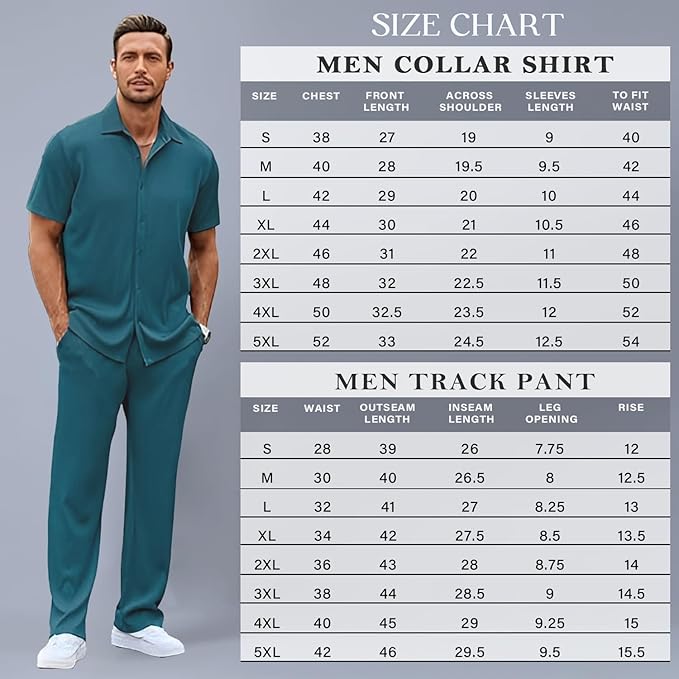 SIZE CHART
MEN COLLAR SHIRT
SIZE CHEST FRONT LENGTH ACROSS SHOULDER SLEEVES LENGTH TO FIT WAIST
S 38 27 19 9 40
M 40 28 19.5 9.5 42
L 42 29 20 10 44
XL 44 30 21 10.5 46
2XL 46 31 22 11 48
3XL 48 32 22.5 11.5 50
4XL 50 32.5 23.5 12 52
5XL 52 33 24.5 12.5 54
MEN TRACK PANT
SIZE WAIST OUTSEAM LENGTH INSEAM LENGTH LEG OPENING RISE
S 28 39 26 7.75 12
M 30 40 26.5 8 12.5
L 32 41 27 8.25 13
XL 34 42 27.5 8.5 13.5
2XL 36 43 28 8.75 14
3XL 38 44 28.5 9 14.5
4XL 40 45 29 9.25 15
5XL 42 46 29.5 9.5 15.5